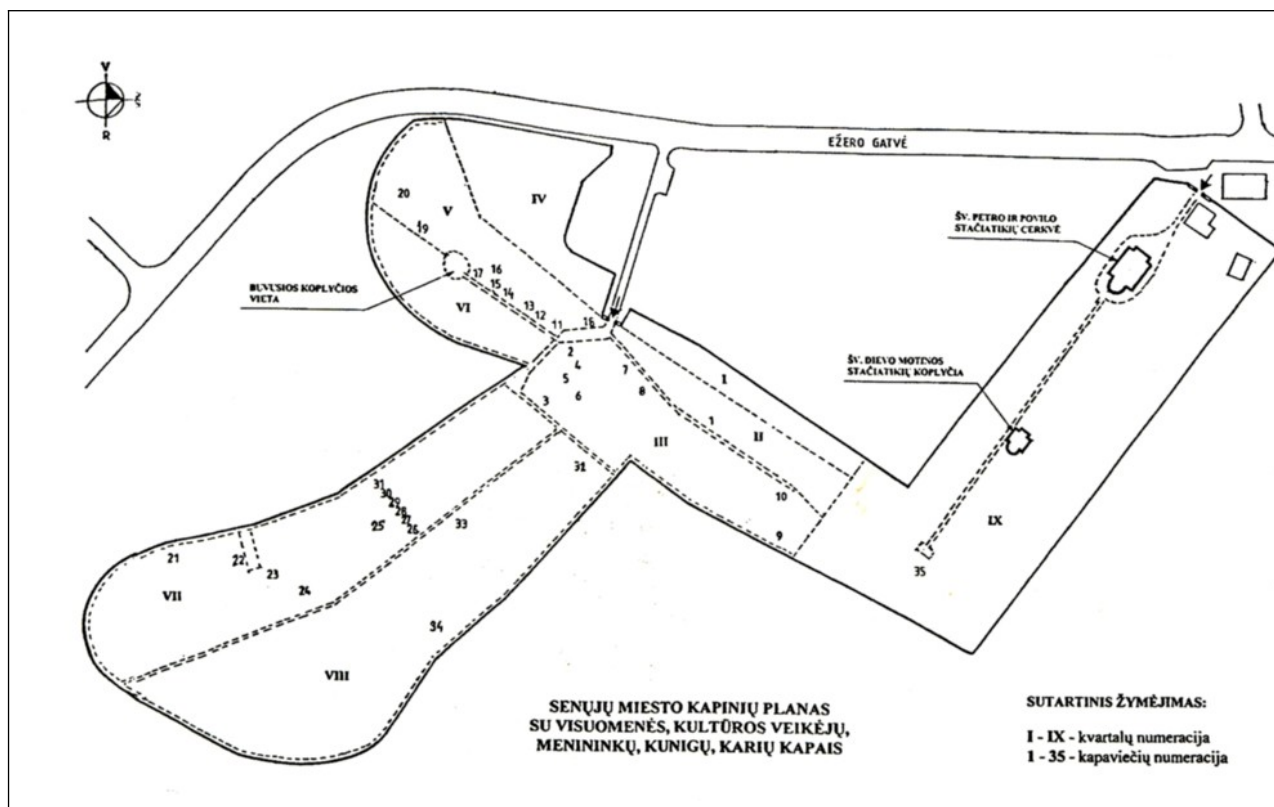 V
Š
R
EŽERO GATVĖ
ŠV. PETRO IR POVILO
STAČIATIKIŲ CERKVĖ
ŠV. DIEVO MOTINOS
STAČIATIKIŲ KOPLYČIA
BUVUSIOS KOPLYČIOS
VIETA
20
V
IV
19
17
16
15
14
13
12
11
18
VI
2
4
5
3
6
7
8
I
1
II
III
32
10
9
IX
35
31
30
29
28
27
26
25
33
21
22
23
24
VII
34
VIII
SENŲJŲ MIESTO KAPINIŲ PLANAS
SU VISUOMENĖS, KULTŪROS VEIKĖJŲ,
MENININKŲ, KUNIGŲ, KARIŲ KAPAIS
SUTARTINIS ŽYMĖJIMAS:
I - IX - kvartalų numeracija
1 - 35 - kapaviečių numeracija